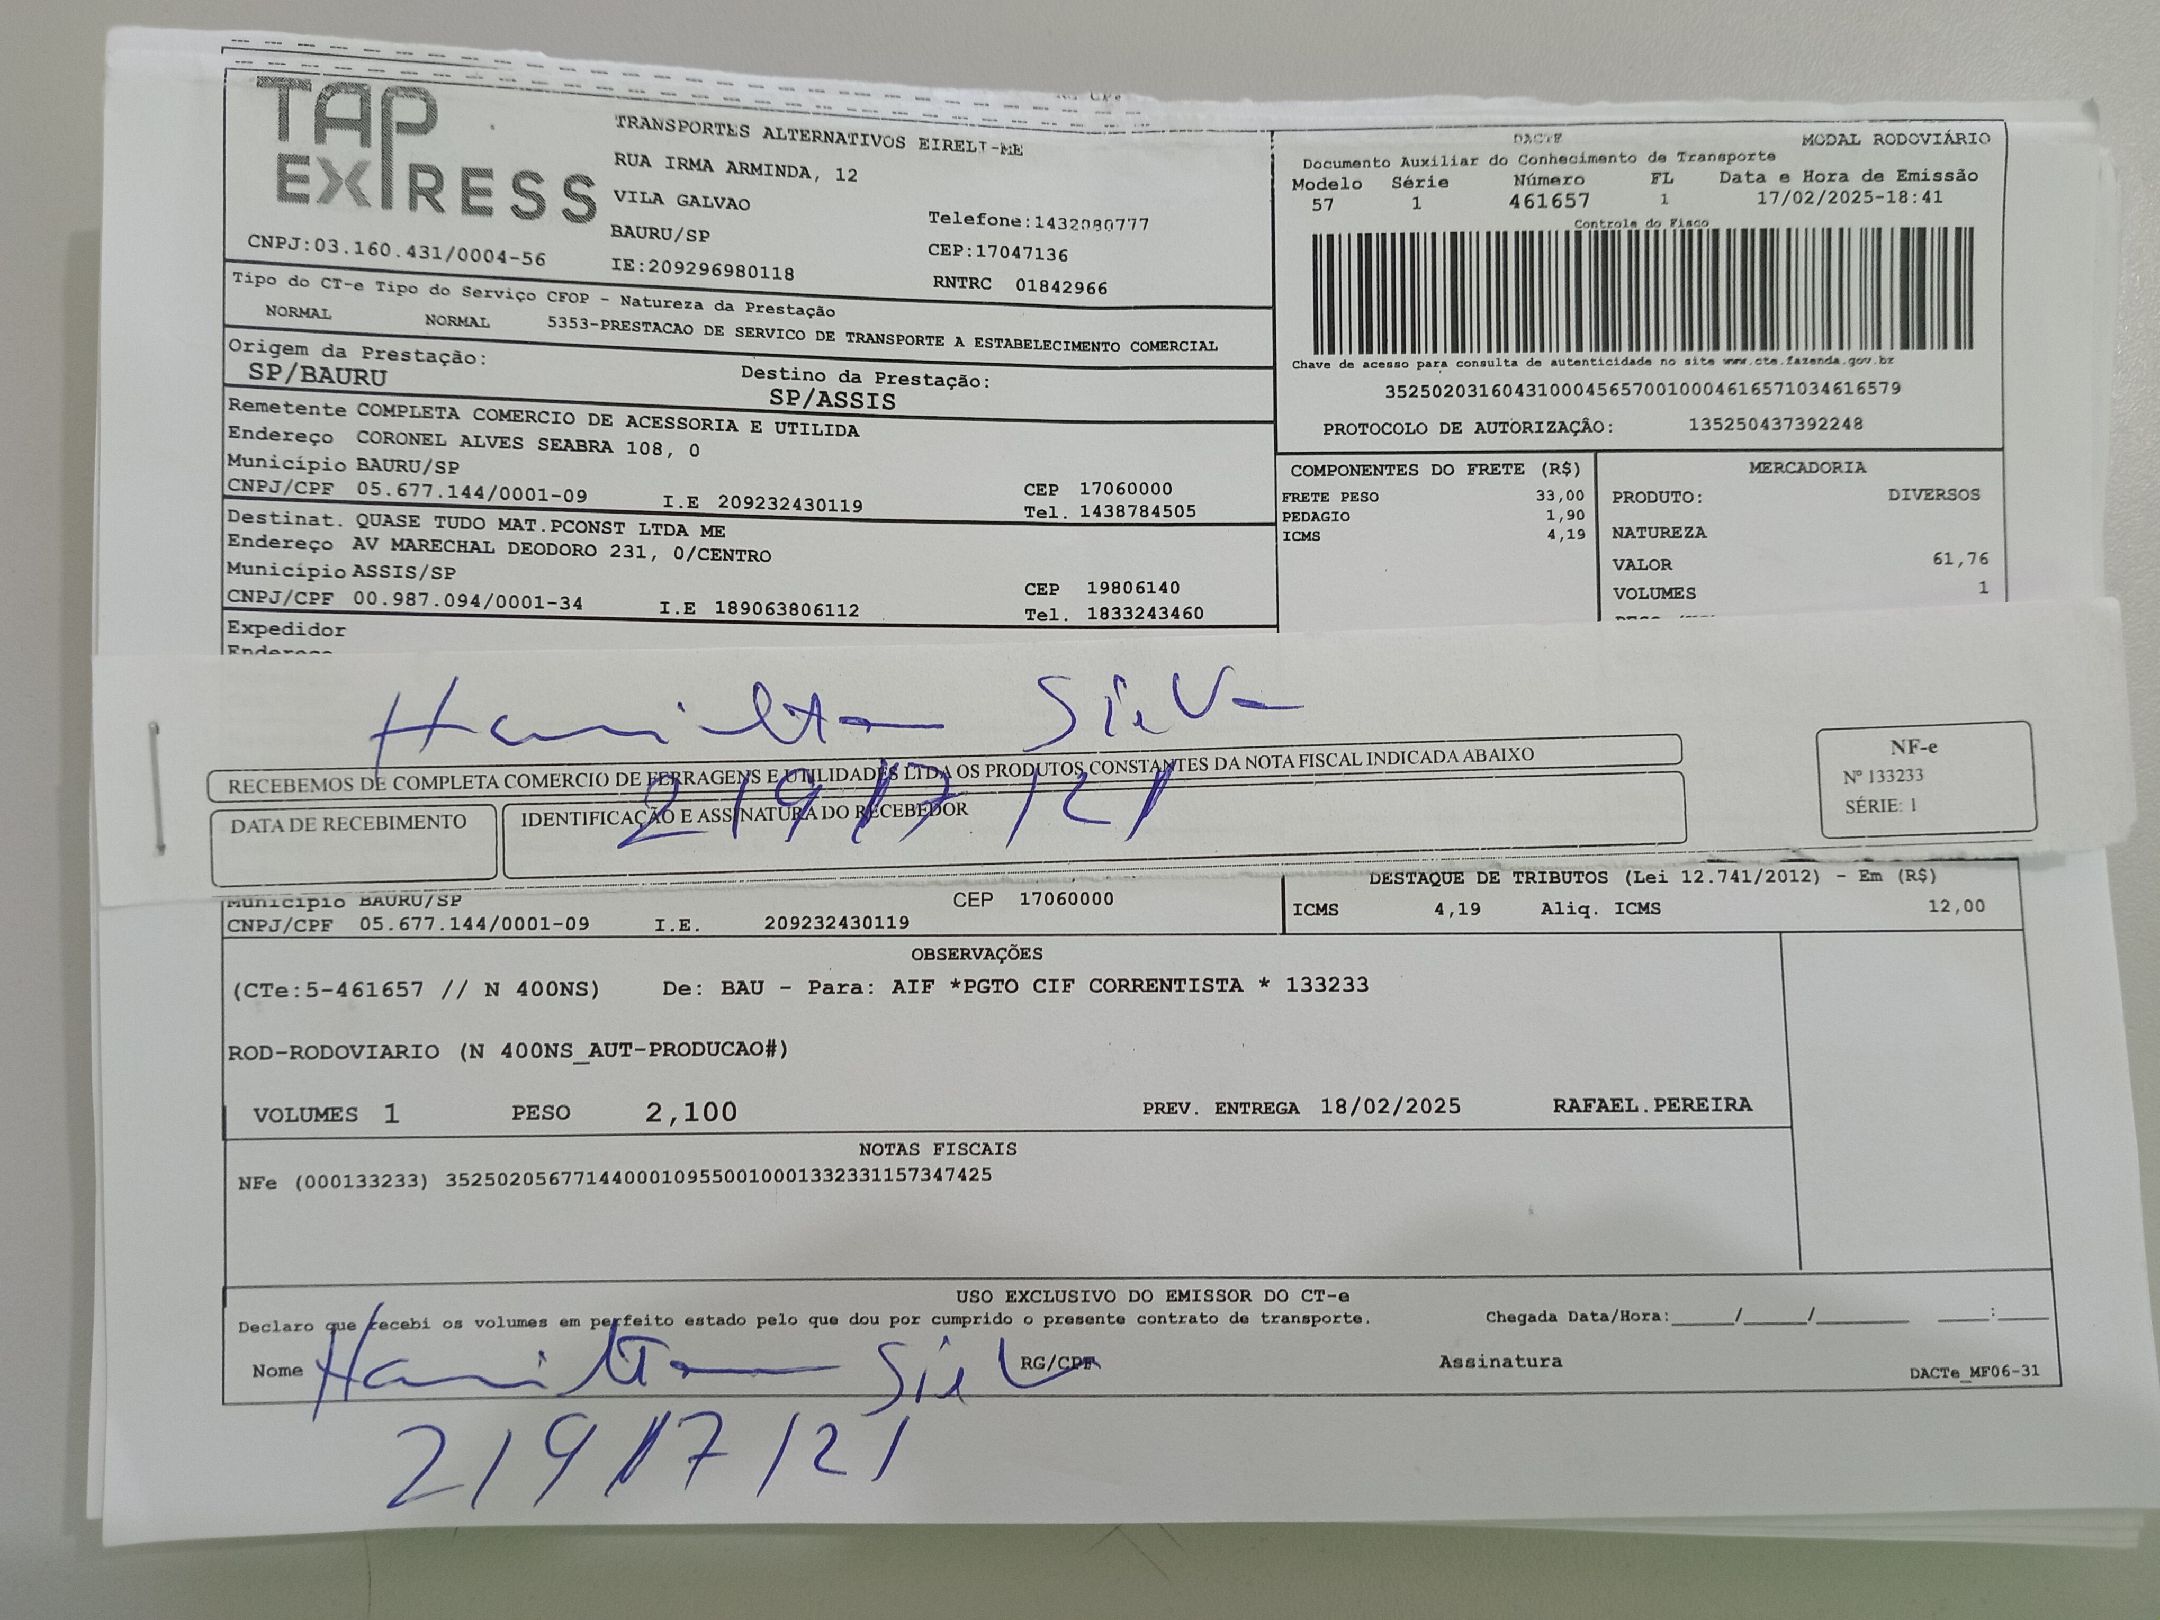 TAP
EXPRESS
CNPJ:03.160.431/0004-56
TRANSPORTES ALTERNATIVOS EIRELI-ME
RUA IRMA ARMINDA, 12
VILA GALVAO
BAURU/SP Telefone:1432080777
CEP:17047136
IE:209296980118 RNTRC 01842966
Tipo do CT-e Tipo do Serviço CFOP - Natureza da Prestação
NORMAL NORMAL 5353-PRESTACAO DE SERVICO DE TRANSPORTE A ESTABELECIMENTO COMERCIAL
Origem da Prestação: Destino da Prestação:
SP/BAURU SP/ASSIS
Remetente COMPLETA COMERCIO DE ACESSORIA E UTILIDA
Endereço CORONEL ALVES SEABRA 108, 0
Município BAURU/SP CEP 17060000
CNPJ/CPF 05.677.144/0001-09 I.E 209232430119 Tel. 1438784505
Destinat. QUASE TUDO MAT.PCONST LTDA ME
Endereço AV MARECHAL DEODORO 231, 0/CENTRO
Município ASSIS/SP CEP 19806140
CNPJ/CPF 00.987.094/0001-34 I.E 189063806112 Tel. 1833243460
Expedidor
DACTE MODAL RODOVIÁRIO
Documento Auxiliar do Conhecimento de Transporte
Modelo Série Número FL Data e Hora de Emissão
57 1 461657 1 17/02/2025-18:41
Controle do Fisco
Chave de acesso para consulta de autenticidade no site www.cte.fazenda.gov.br
35250203160431000456570010004616571034616579
PROTOCOLO DE AUTORIZAÇÃO: 135250437392248
COMPONENTES DO FRETE (R$)
FRETE PESO 33,00
PEDAGIO 1,90
ICMS 4,19
MERCADORIA
PRODUTO: DIVERSOS
NATUREZA
VALOR 61,76
VOLUMES 1
Hamilton Silva
RECEBEMOS DE COMPLETA COMERCIO DE FERRAGENS E UTILIDADES LTDA OS PRODUTOS CONSTANTES DA NOTA FISCAL INDICADA ABAIXO
DATA DE RECEBIMENTO
IDENTIFICAÇÃO E ASSINATURA DO RECEBEDOR
NF-e
Nº 133233
SÉRIE: 1
Município BAURU/SP CEP 17060000
CNPJ/CPF 05.677.144/0001-09 I.E. 209232430119
DESTAQUE DE TRIBUTOS (Lei 12.741/2012) - Em (R$)
ICMS 4,19 Aliq. ICMS 12,00
OBSERVAÇÕES
(CTe:5-461657 // N 400NS) De: BAU - Para: AIF *PGTO CIF CORRENTISTA * 133233
ROD-RODOVIARIO (N 400NS_AUT-PRODUCAO#)
VOLUMES 1 PESO 2,100 PREV. ENTREGA 18/02/2025 RAFAEL.PEREIRA
NOTAS FISCAIS
NFe (000133233) 35250205677144000109550010001332331157347425
USO EXCLUSIVO DO EMISSOR DO CT-e
Declaro que recebi os volumes em perfeito estado pelo que dou por cumprido o presente contrato de transporte. Chegada Data/Hora:_____/_____/_______ ____:____
Nome Hamilton Silv RG/CPF Assinatura DACTe_MF06-31